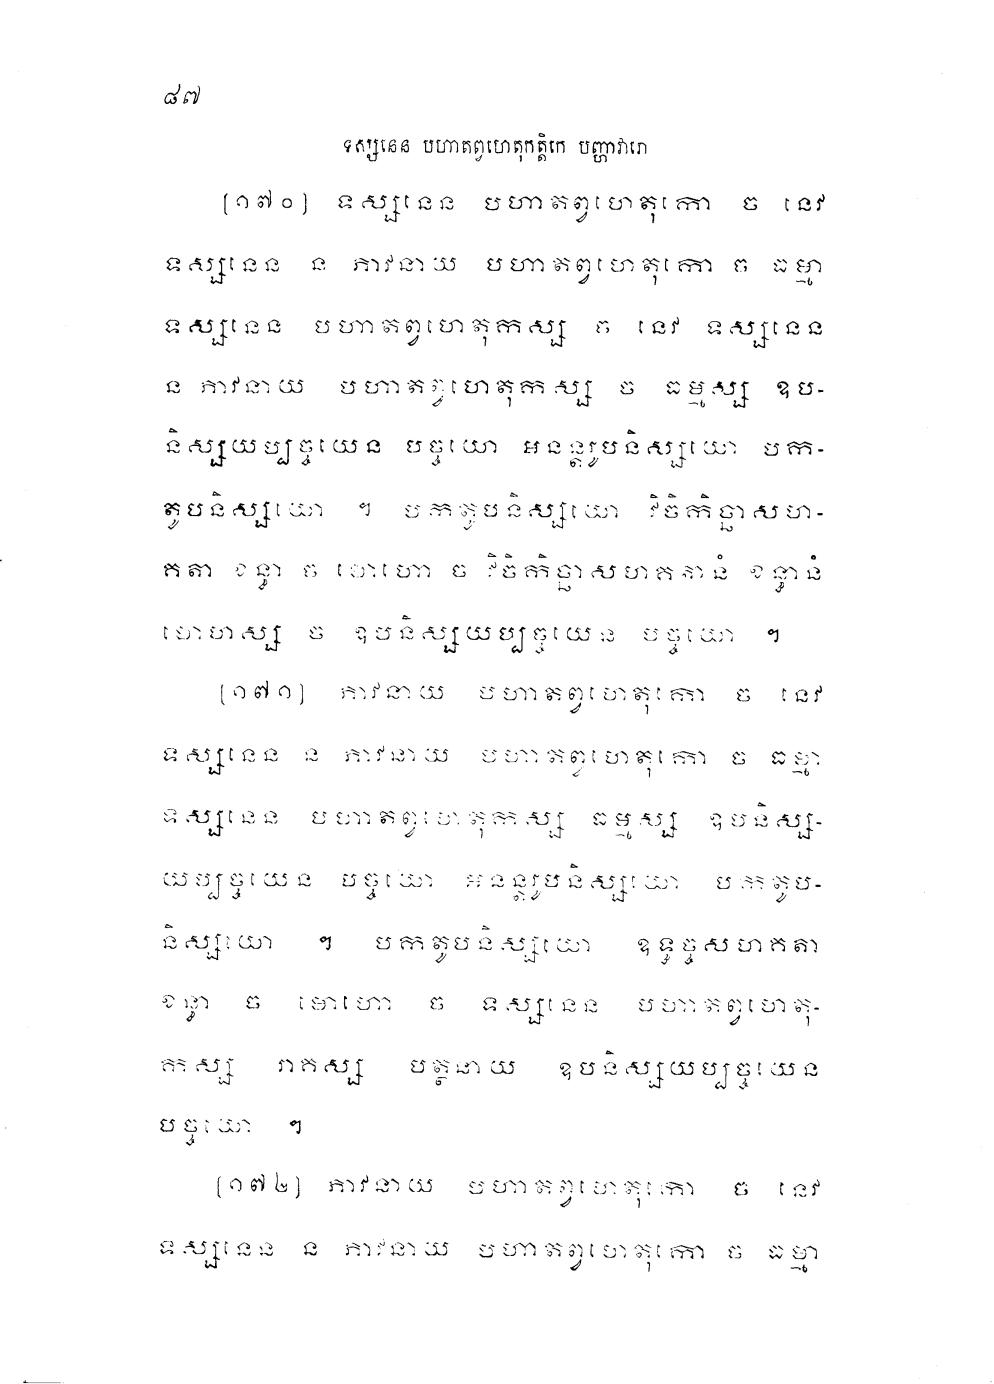 ៨៧
ទស្សនេន បហាតព្វហេតុកត្តិកេ បញ្ហាវារោ
[១៧០] ទស្សនេន បហាតព្វហេតុកោ ច នេវ
ទស្សនេន ន ភាវនាយ បហាតព្វហេតុកោ ច ធម្មា
ទស្សនេន បហាតព្វហេតុកស្ស ច នេវ ទស្សនេន
ន ភាវនាយ បហាតព្វហេតុកស្ស ច ធម្មស្ស ឧប-
និស្សយប្បច្ចយេន បច្ចយោ អនន្តរូបនិស្សយោ បក-
តូបនិស្សយោ ។ បកតូបនិស្សយោ វិចិកិច្ឆាសហ-
គតា ខន្ធា ច មោហោ ច វិចិកិច្ឆាសហគតានំ ខន្ធានំ
មោហស្ស ច ឧបនិស្សយប្បច្ចយេន បច្ចយោ ។
[១៧១] ភាវនាយ បហាតព្វហេតុកោ ច នេវ
ទស្សនេន ន ភាវនាយ បហាតព្វហេតុកោ ច ធម្មា
ទស្សនេន បហាតព្វហេតុកស្ស ធម្មស្ស ឧបនិស្ស-
យប្បច្ចយេន បច្ចយោ អនន្តរូបនិស្សយោ បកតូប-
និស្សយោ ។ បកតូបនិស្សយោ ឧទ្ធច្ចសហគតា
ខន្ធា ច មោហោ ច ទស្សនេន បហាតព្វហេតុ-
កស្ស រាគស្ស បត្ថនាយ ឧបនិស្សយប្បច្ចយេន
បច្ចយោ ។
[១៧២] ភាវនាយ បហាតព្វហេតុកោ ច នេវ
ទស្សនេន ន ភាវនាយ បហាតព្វហេតុកោ ច ធម្មា